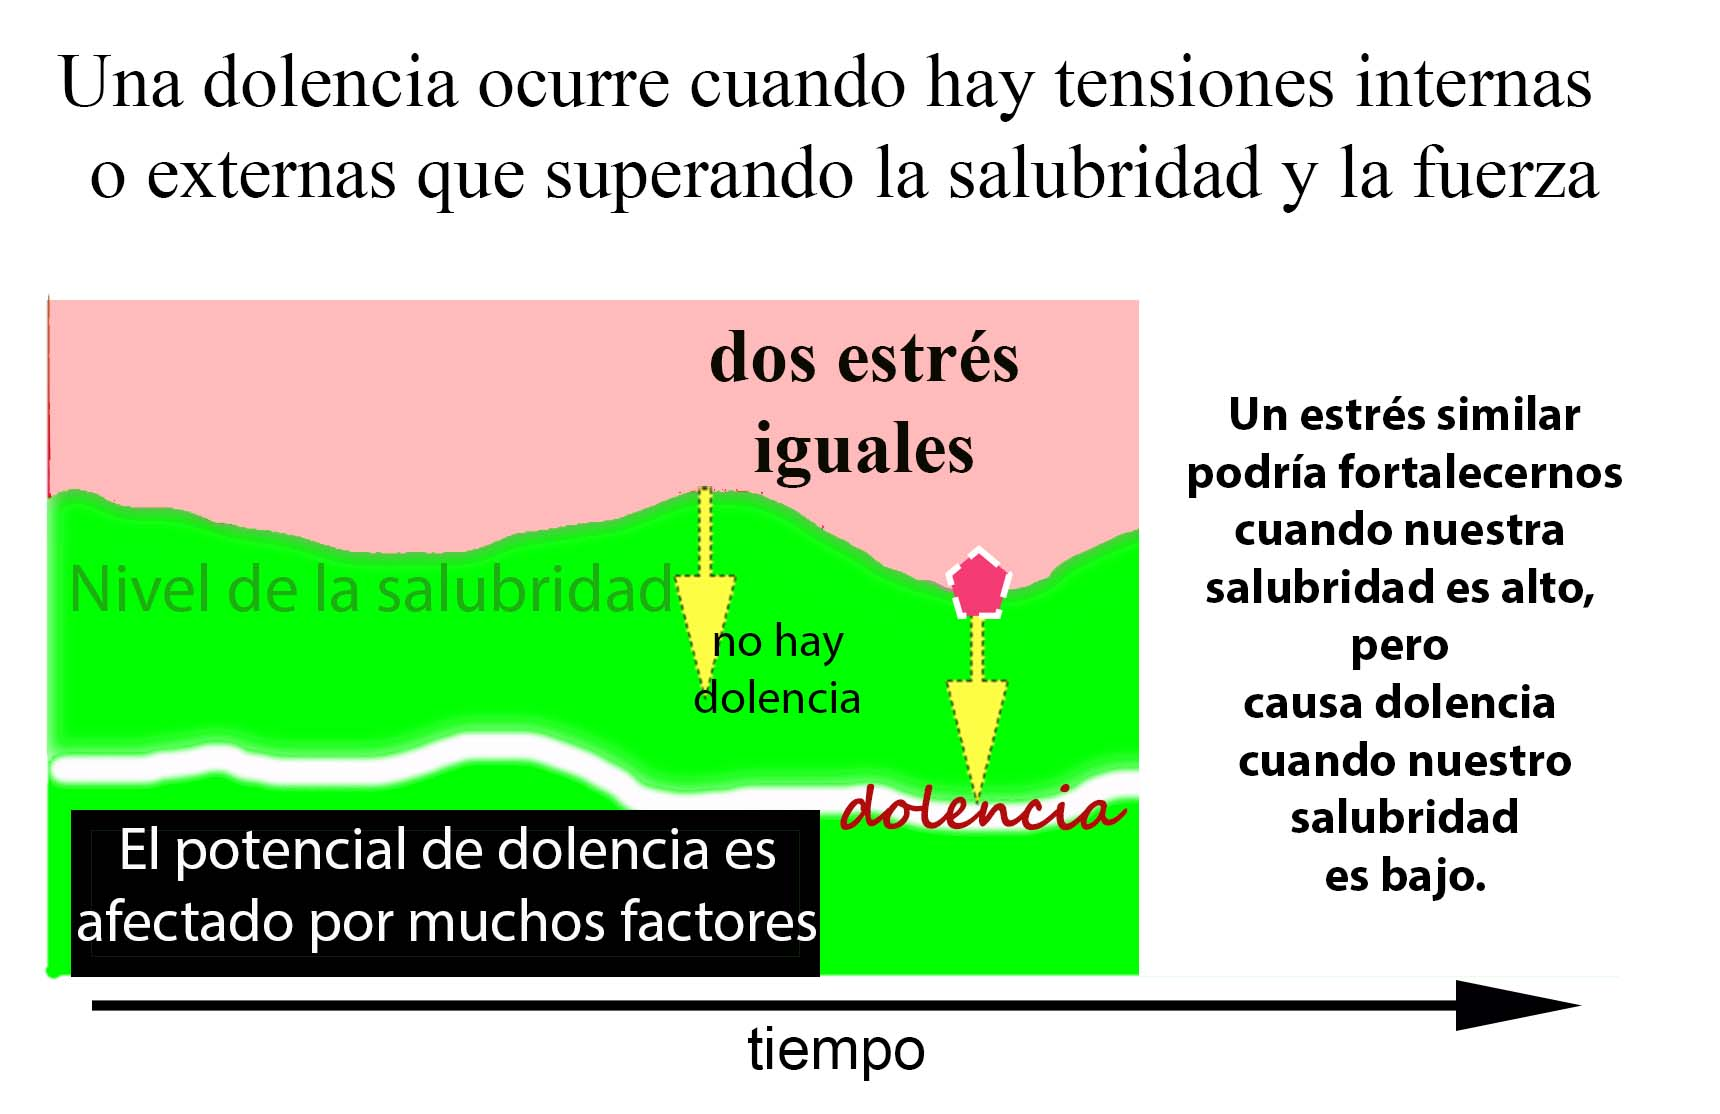 Una dolencia ocurre cuando hay tensiones internas
o externas que superando la salubridad y la fuerza
dos estrés
iguales
Nivel de la salubridad
no hay
dolencia
dolencia
El potencial de dolencia es
afectado por muchos factores
Un estrés similar
podría fortalecernos
cuando nuestra
salubridad es alto,
pero
causa dolencia
cuando nuestro
salubridad
es bajo.
tiempo